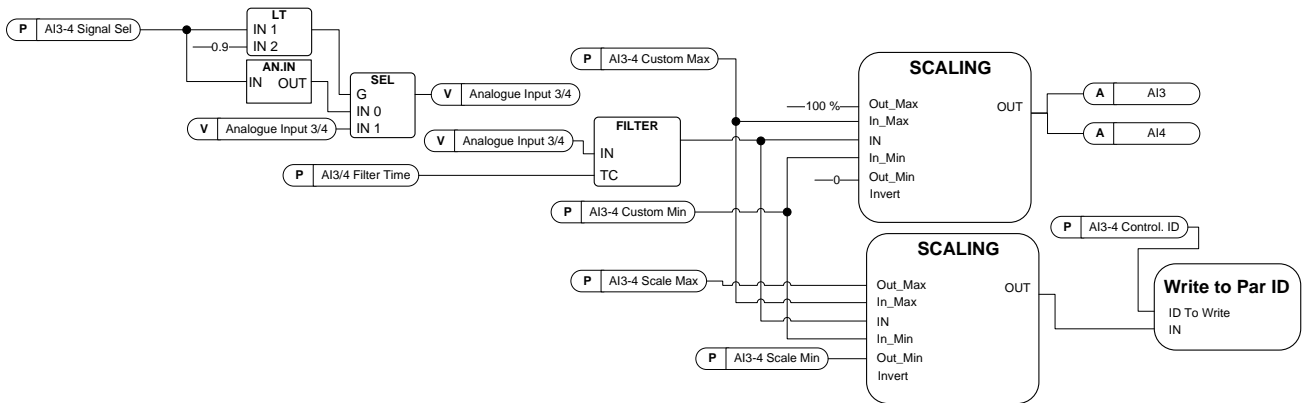 LT
P AI3-4 Signal Sel
IN 1
0.9
IN 2
AN.IN
IN OUT
SEL
G
IN 0
IN 1
V Analogue Input 3/4
V Analogue Input 3/4
V Analogue Input 3/4
P AI3/4 Filter Time
FILTER
IN
TC
P AI3-4 Custom Max
P AI3-4 Custom Min
SCALING
100 %
Out_Max
In_Max
IN
In_Min
0
Out_Min
Invert
OUT
A AI3
A AI4
P AI3-4 Scale Max
P AI3-4 Scale Min
SCALING
Out_Max
In_Max
IN
In_Min
Out_Min
Invert
OUT
P AI3-4 Control. ID
Write to Par ID
ID To Write
IN